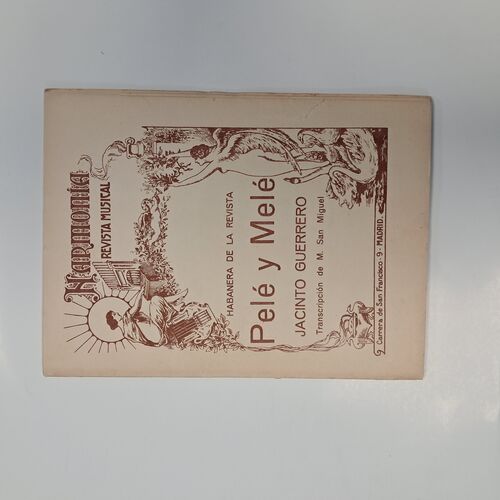 HARMONÍA
REVISTA MUSICAL
HABANERA DE LA REVISTA
Pelé y Melé
JACINTO GUERRERO
Transcripción de M. San Miguel
Carrera de San Francisco 9 - MADRID.